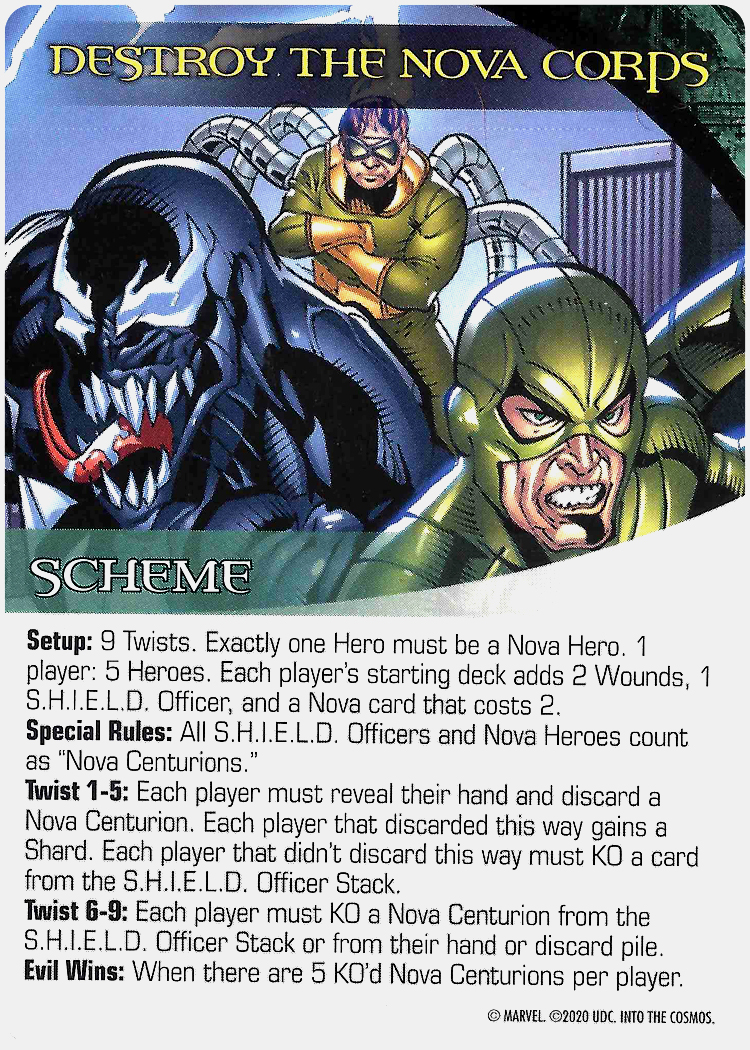 DESTROY THE NOVA CORPS
SCHEME
Setup: 9 Twists. Exactly one Hero must be a Nova Hero. 1
player: 5 Heroes. Each player's starting deck adds 2 Wounds, 1
S.H.I.E.L.D. Officer, and a Nova card that costs 2.
Special Rules: All S.H.I.E.L.D. Officers and Nova Heroes count
as "Nova Centurions."
Twist 1-5: Each player must reveal their hand and discard a
Nova Centurion. Each player that discarded this way gains a
Shard. Each player that didn't discard this way must KO a card
from the S.H.I.E.L.D. Officer Stack.
Twist 6-9: Each player must KO a Nova Centurion from the
S.H.I.E.L.D. Officer Stack or from their hand or discard pile.
Evil Wins: When there are 5 KO'd Nova Centurions per player.
© MARVEL. ©2020 UDC. INTO THE COSMOS.